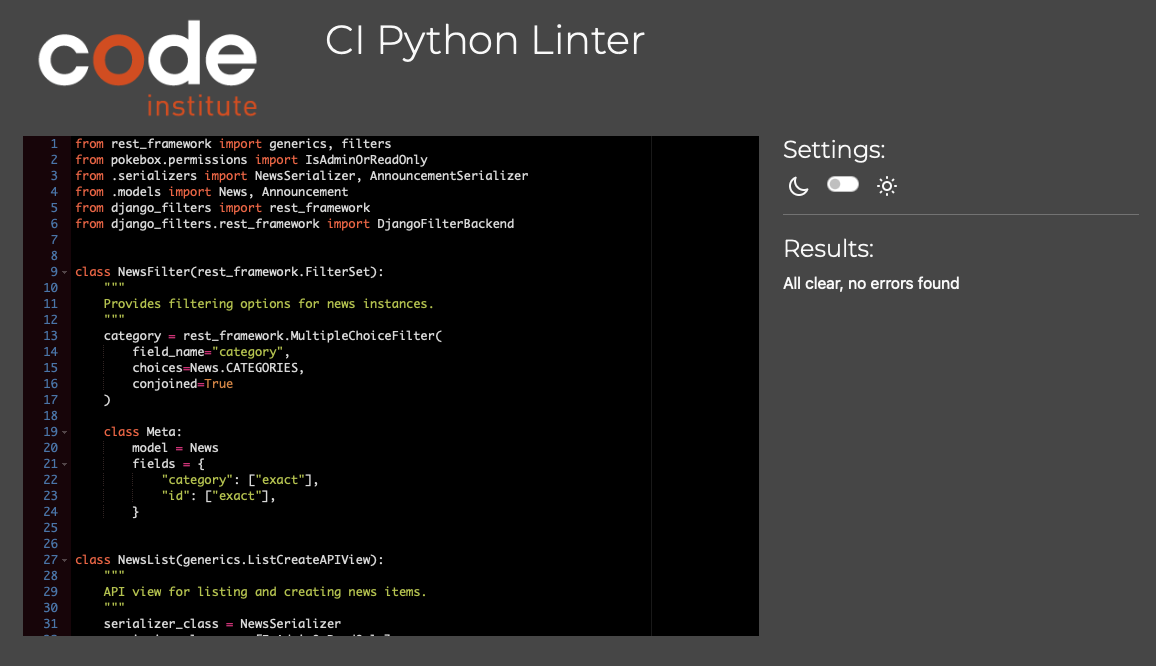 code
institute
CI Python Linter
1 from rest_framework import generics, filters
2 from pokebox.permissions import IsAdminOrReadOnly
3 from .serializers import NewsSerializer, AnnouncementSerializer
4 from .models import News, Announcement
5 from django_filters import rest_framework
6 from django_filters.rest_framework import DjangoFilterBackend
7
8
9 class NewsFilter(rest_framework.FilterSet):
10     """
11     Provides filtering options for news instances.
12     """
13     category = rest_framework.MultipleChoiceFilter(
14         field_name="category",
15         choices=News.CATEGORIES,
16         conjoined=True
17     )
18
19     class Meta:
20         model = News
21         fields = {
22             "category": ["exact"],
23             "id": ["exact"],
24         }
25
26
27 class NewsList(generics.ListCreateAPIView):
28     """
29     API view for listing and creating news items.
30     """
31     serializer_class = NewsSerializer
Settings:
Results:
All clear, no errors found